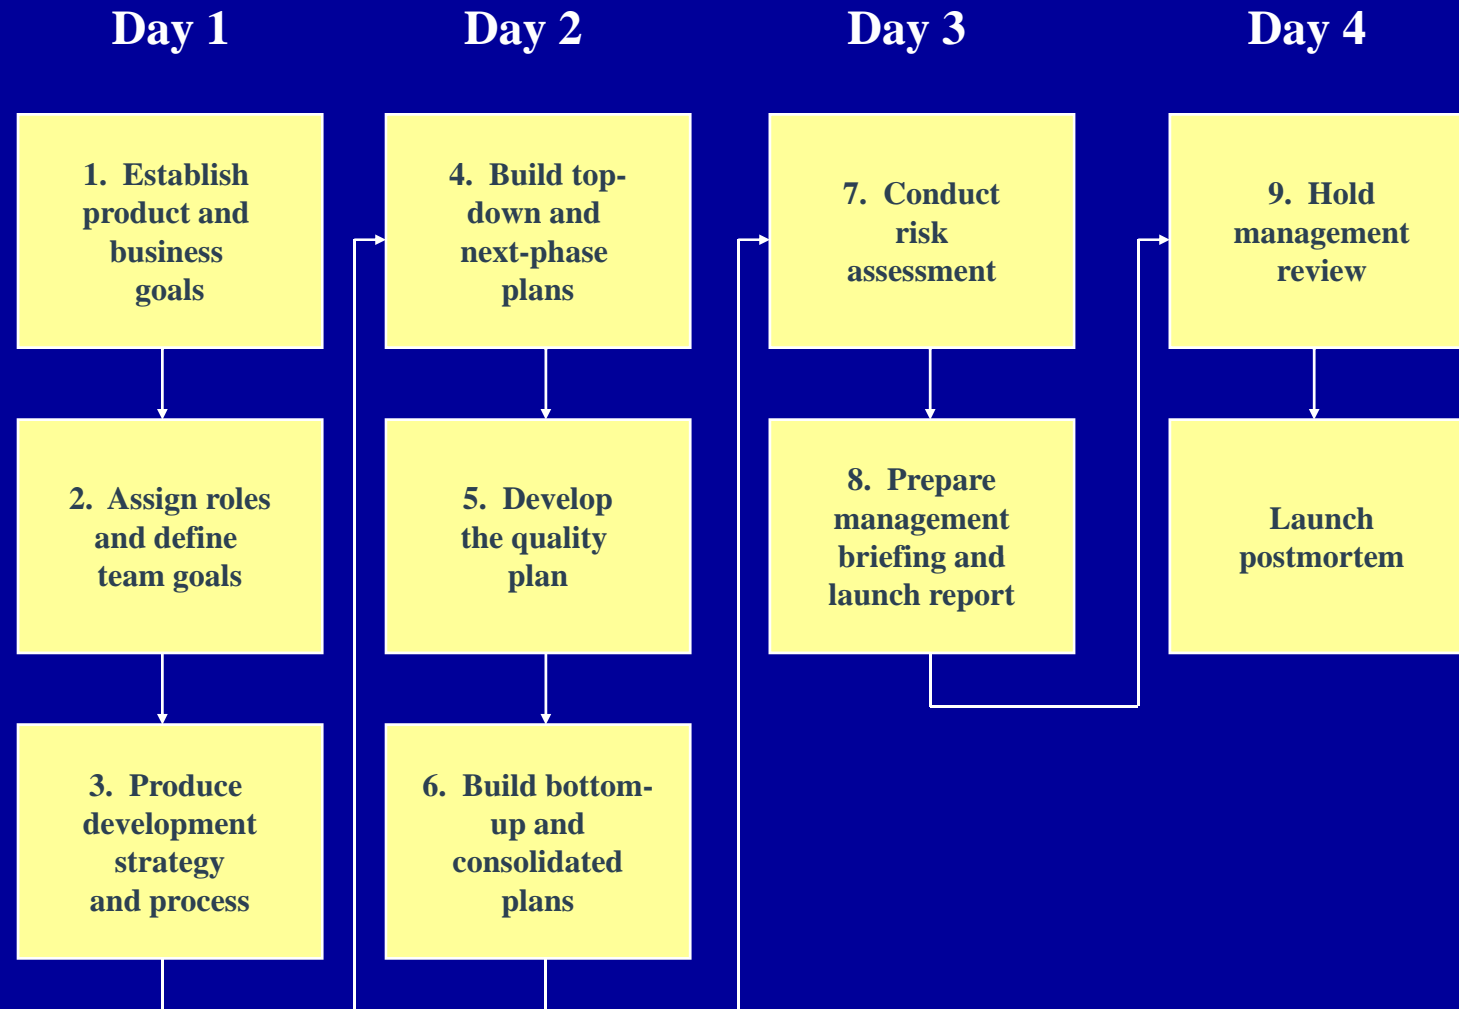 Day 1
Day 2
Day 3
Day 4
1. Establish
product and
business
goals
2. Assign roles
and define
team goals
3. Produce
development
strategy
and process
4. Build top-
down and
next-phase
plans
5. Develop
the quality
plan
6. Build bottom-
up and
consolidated
plans
7. Conduct
risk
assessment
8. Prepare
management
briefing and
launch report
9. Hold
management
review
Launch
postmortem